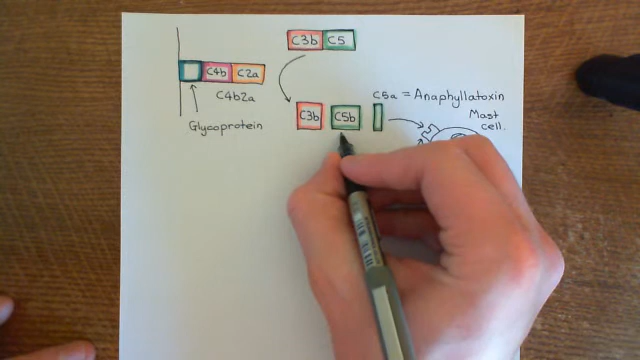 C3b C5
C4b C2a
C4b2a
Glycoprotein
C5a = Anaphyllatoxin
C3b C5b
Mast
cell.